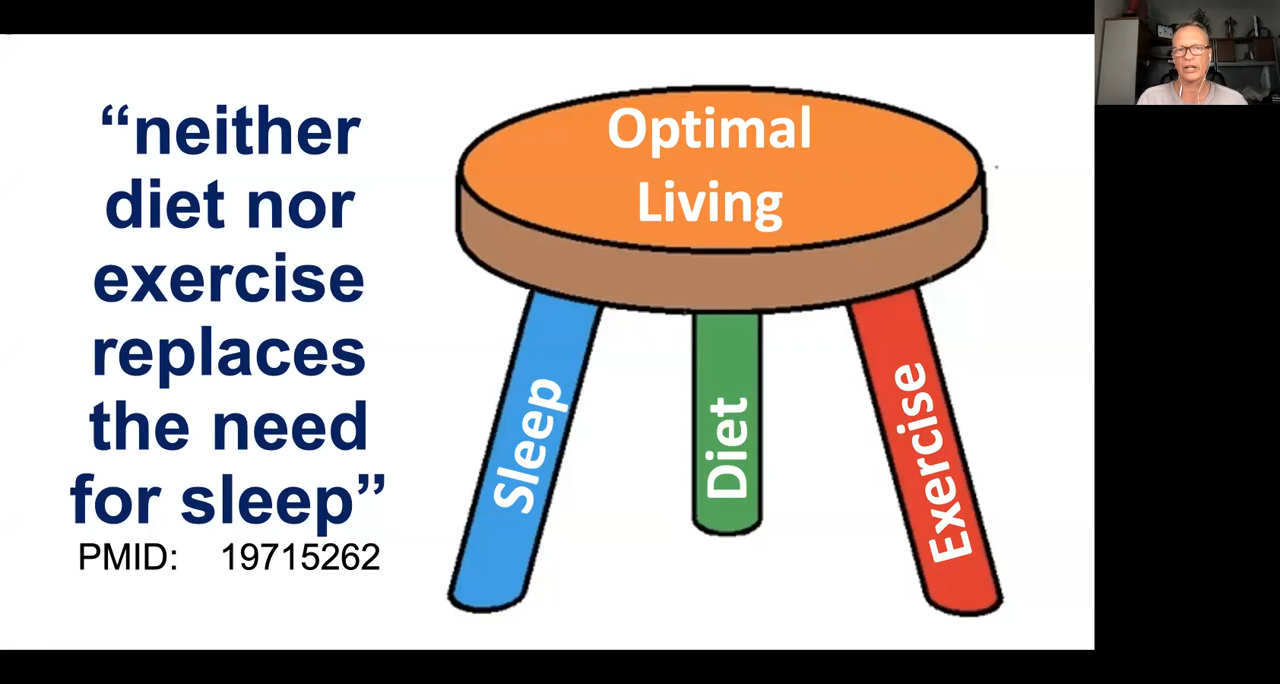 “neither
diet nor
exercise
replaces
the need
for sleep”
PMID: 19715262
Optimal
Living
Sleep
Diet
Exercise